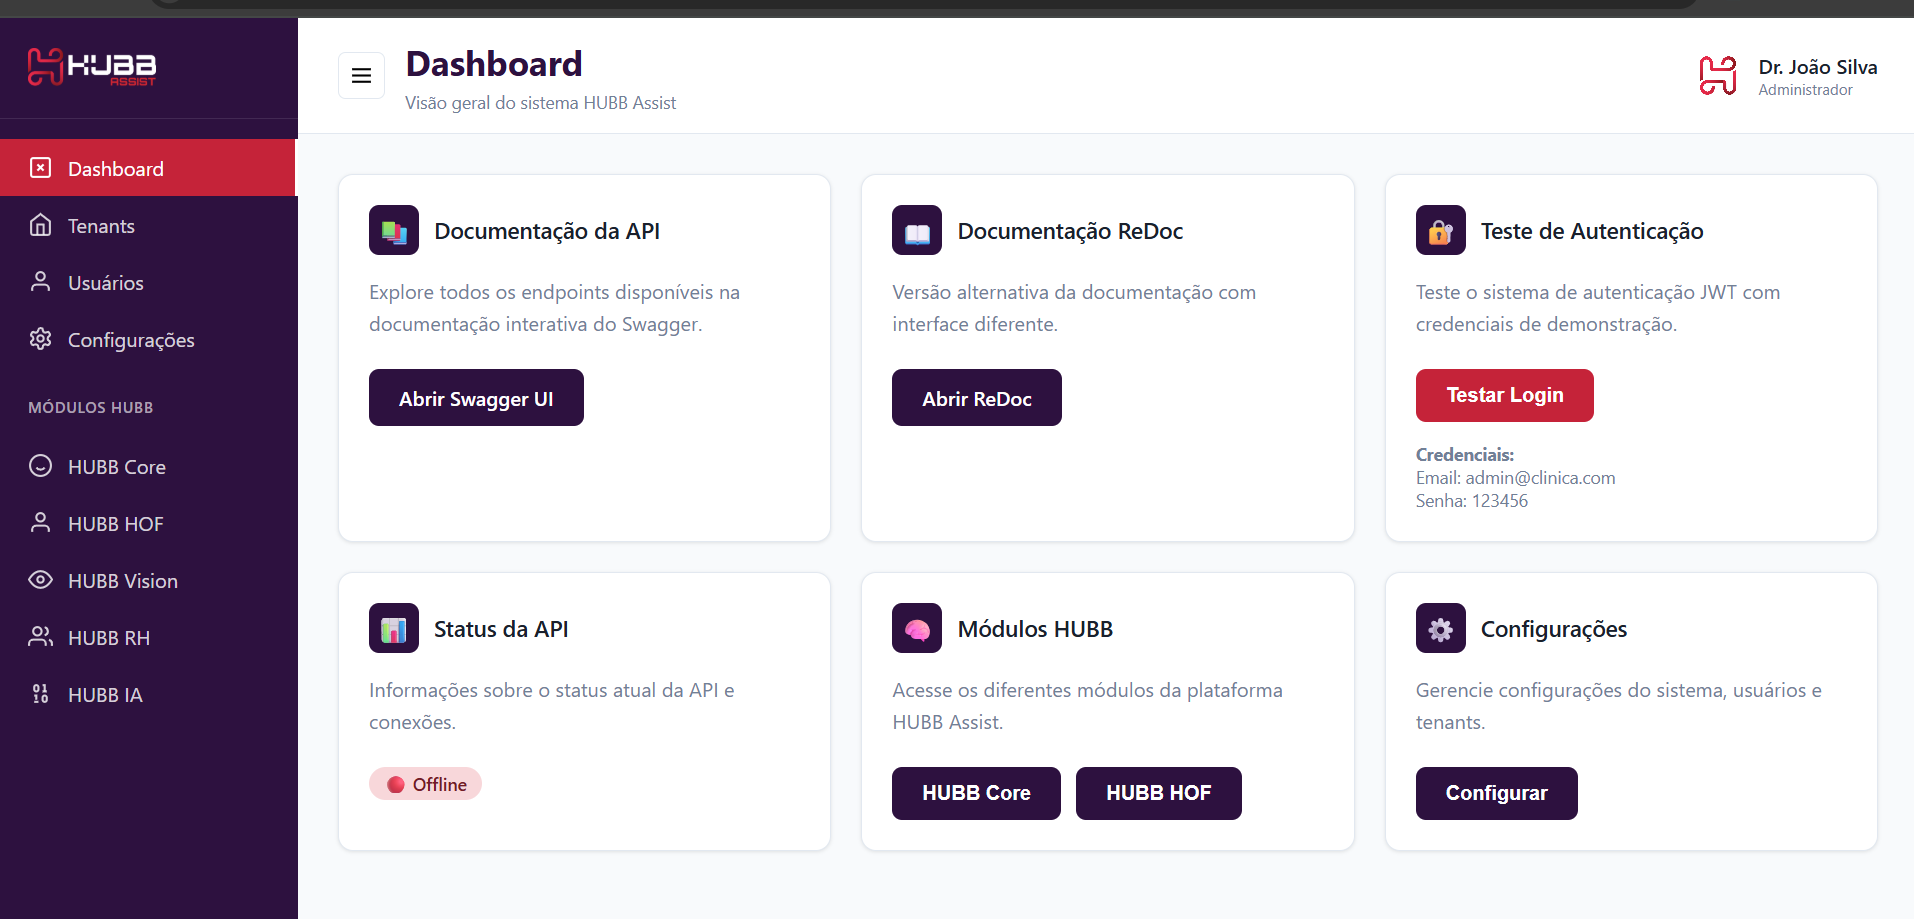 HUBB
ASSIST
Dashboard
Tenants
Usuários
Configurações
MÓDULOS HUBB
HUBB Core
HUBB HOF
HUBB Vision
HUBB RH
HUBB IA
Dashboard
Visão geral do sistema HUBB Assist
Dr. João Silva
Administrador
Documentação da API
Explore todos os endpoints disponíveis na
documentação interativa do Swagger.
Abrir Swagger UI
Documentação ReDoc
Versão alternativa da documentação com
interface diferente.
Abrir ReDoc
Teste de Autenticação
Teste o sistema de autenticação JWT com
credenciais de demonstração.
Testar Login
Credenciais:
Email: admin@clinica.com
Senha: 123456
Status da API
Informações sobre o status atual da API e
conexões.
Offline
Módulos HUBB
Acesse os diferentes módulos da plataforma
HUBB Assist.
HUBB Core
HUBB HOF
Configurações
Gerencie configurações do sistema, usuários e
tenants.
Configurar